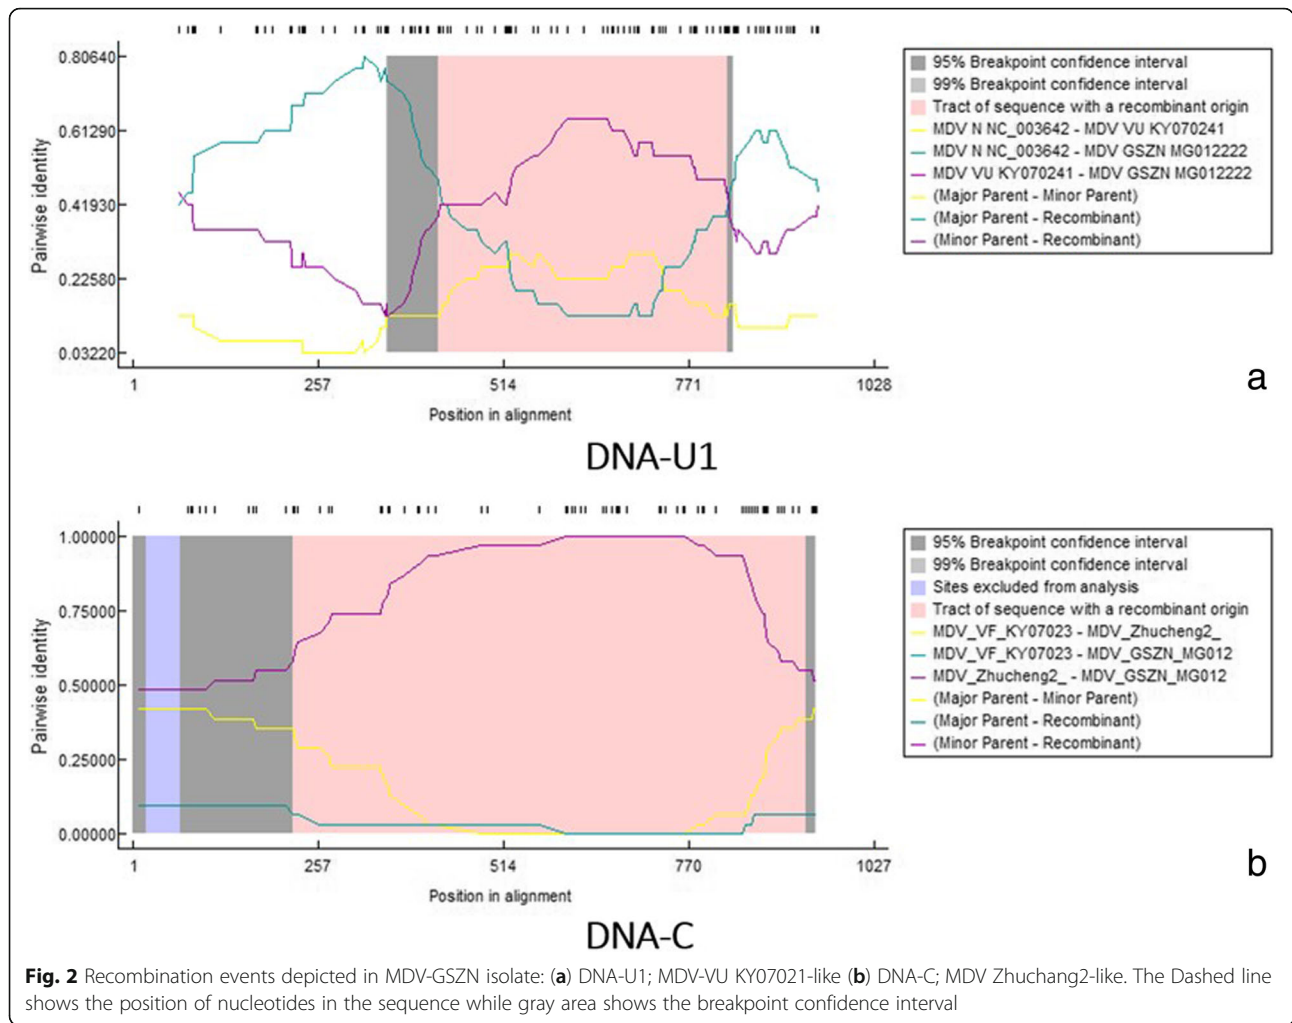 0.80640
0.61290
0.41930
0.22580
0.03220
Pairwise identity
1
257
514
771
1028
Position in alignment
95% Breakpoint confidence interval
99% Breakpoint confidence interval
Tract of sequence with a recombinant origin
MDV N NC_003642 - MDV VU KY070241
MDV N NC_003642 - MDV GSZN MG012222
MDV VU KY070241 - MDV GSZN MG012222
(Major Parent - Minor Parent)
(Major Parent - Recombinant)
(Minor Parent - Recombinant)
a
DNA-U1
1.00000
0.75000
0.50000
0.25000
0.00000
Pairwise identity
1
257
514
770
1027
Position in alignment
95% Breakpoint confidence interval
99% Breakpoint confidence interval
Sites excluded from analysis
Tract of sequence with a recombinant origin
MDV_VF_KY07023 - MDV_Zhucheng2_
MDV_VF_KY07023 - MDV_GSZN_MG012
MDV_Zhucheng2_ - MDV_GSZN_MG012
(Major Parent - Minor Parent)
(Major Parent - Recombinant)
(Minor Parent - Recombinant)
b
DNA-C
Fig. 2 Recombination events depicted in MDV-GSZN isolate: (a) DNA-U1; MDV-VU KY07021-like (b) DNA-C; MDV Zhuchang2-like. The Dashed line
shows the position of nucleotides in the sequence while gray area shows the breakpoint confidence interval